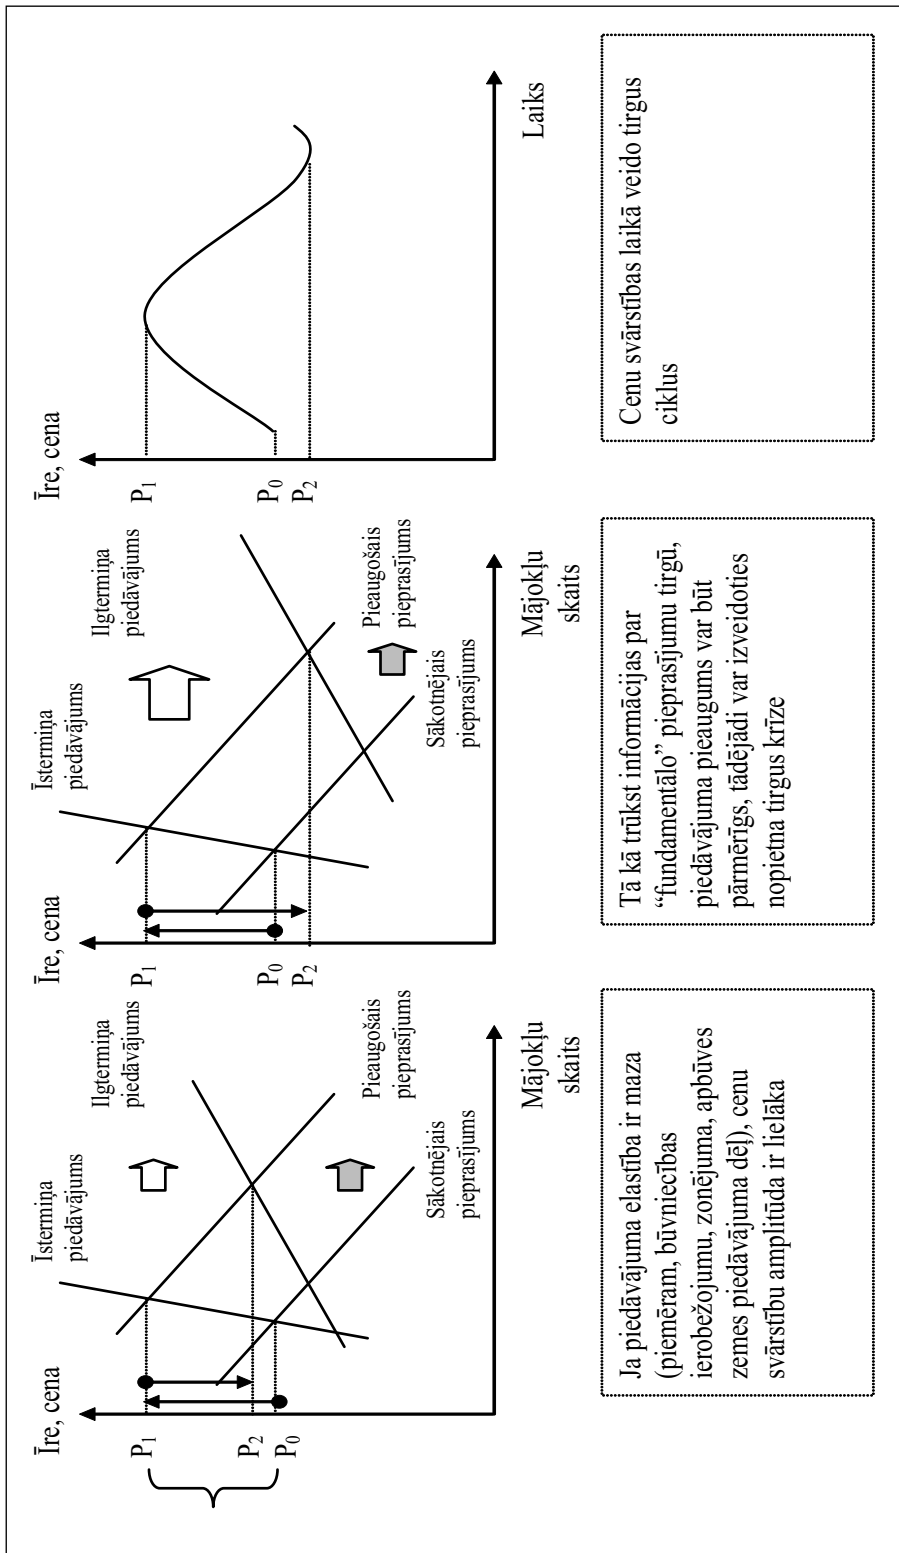 Īre, cena
P1
P2
P0
Īstermiņa
piedāvājums
Ilgtermiņa
piedāvājums
Pieaugošais
pieprasījums
Sākotnējais
pieprasījums
Mājokļu
skaits
Ja piedāvājuma elastība ir maza
(piemēram, būvniecības
ierobežojumu, zonējuma, apbūves
zemes piedāvājuma dēļ), cenu
svārstību amplitūda ir lielāka
Īre, cena
P1
P0
P2
Īstermiņa
piedāvājums
Ilgtermiņa
piedāvājums
Pieaugošais
pieprasījums
Sākotnējais
pieprasījums
Mājokļu
skaits
Tā kā trūkst informācijas par
“fundamentālo” pieprasījumu tirgū,
piedāvājuma pieaugums var būt
pārmērīgs, tādējādi var izveidoties
nopietna tirgus krīze
Īre, cena
P1
P0
P2
Laiks
Cenu svārstības laikā veido tirgus
ciklus